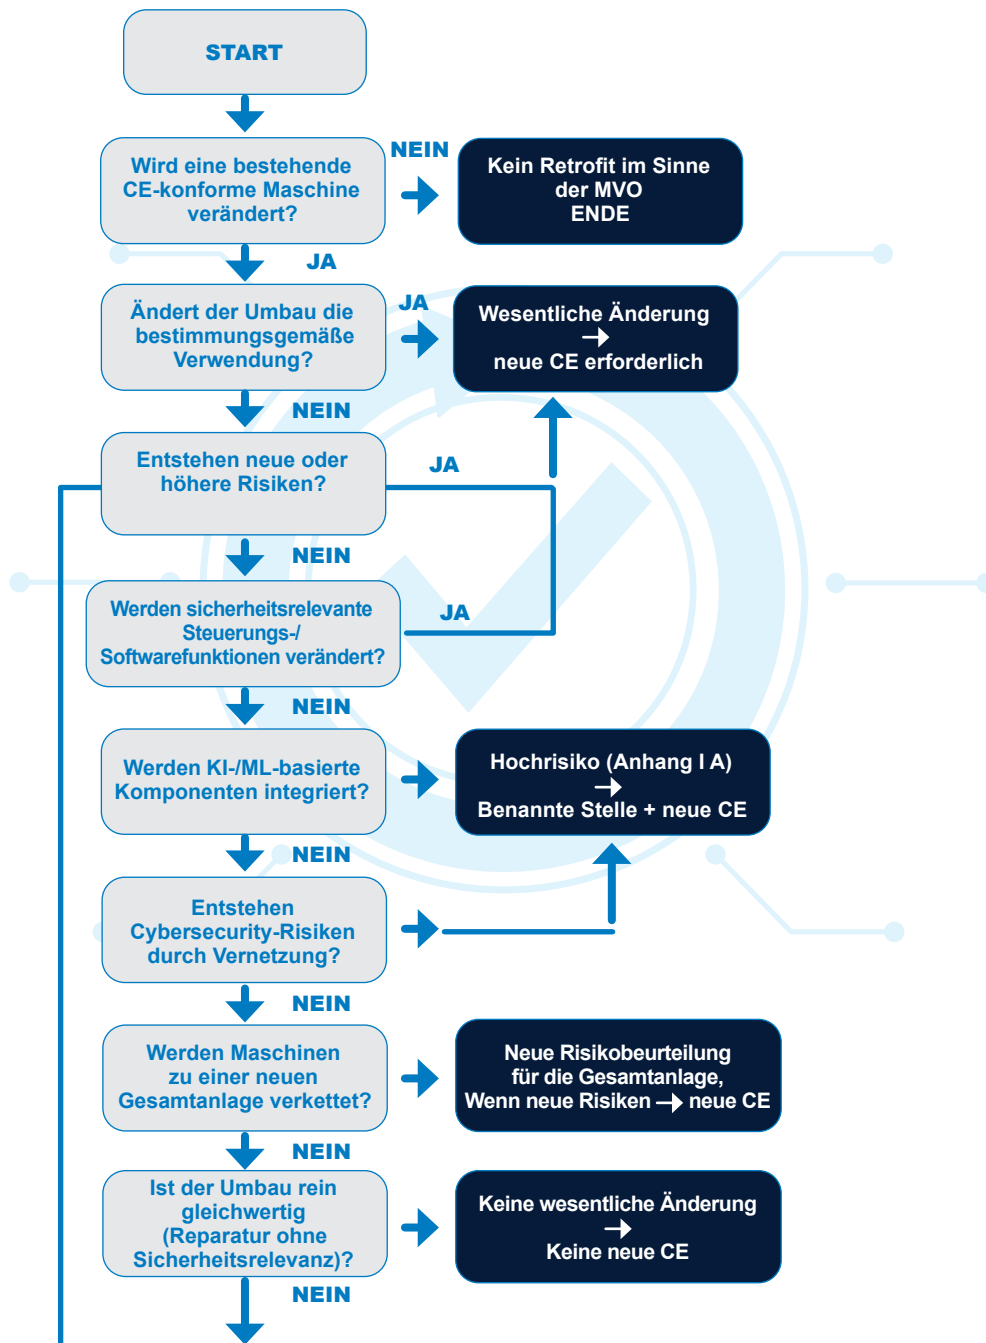 START
Wird eine bestehende
CE-konforme Maschine
verändert?
NEIN
Kein Retrofit im Sinne
der MVO
ENDE
JA
Ändert der Umbau die
bestimmungsgemäße
Verwendung?
JA
Wesentliche Änderung
→
neue CE erforderlich
NEIN
Entstehen neue oder
höhere Risiken?
JA
NEIN
Werden sicherheitsrelevante
Steuerungs-/
Softwarefunktionen verändert?
JA
NEIN
Werden KI-/ML-basierte
Komponenten integriert?
Hochrisiko (Anhang I A)
→
Benannte Stelle + neue CE
NEIN
Entstehen
Cybersecurity-Risiken
durch Vernetzung?
NEIN
Werden Maschinen
zu einer neuen
Gesamtanlage verkettet?
Neue Risikobeurteilung
für die Gesamtanlage,
Wenn neue Risiken → neue CE
NEIN
Ist der Umbau rein
gleichwertig
(Reparatur ohne
Sicherheitsrelevanz)?
Keine wesentliche Änderung
→
Keine neue CE
NEIN